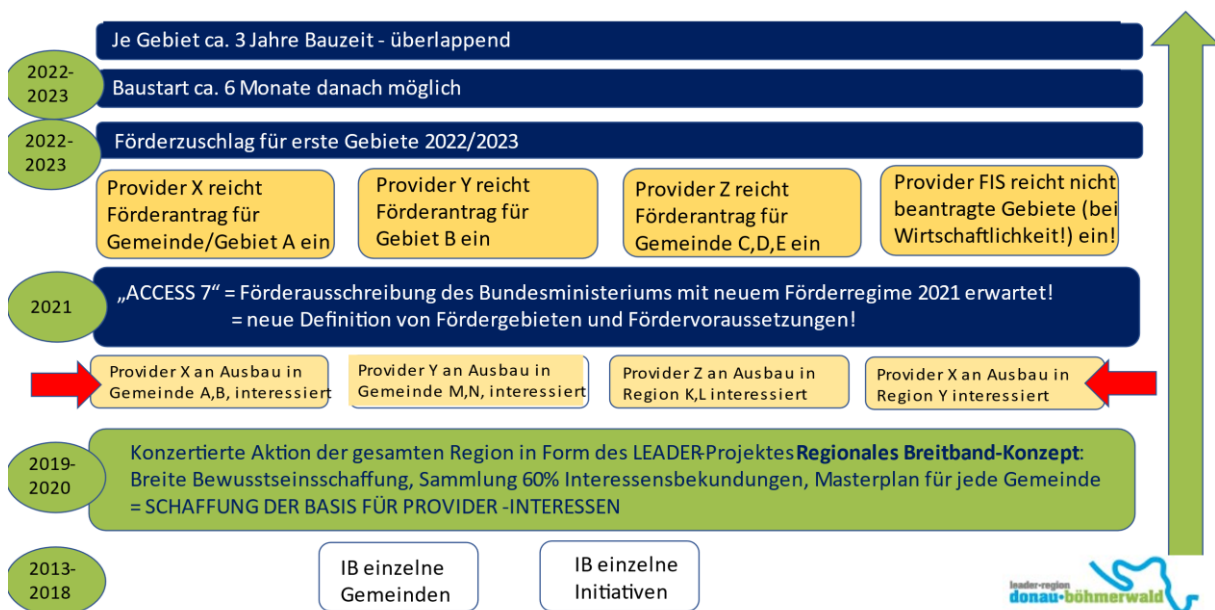 Je Gebiet ca. 3 Jahre Bauzeit - überlappend
2022-
2023
Baustart ca. 6 Monate danach möglich
2022-
2023
Förderzuschlag für erste Gebiete 2022/2023
Provider X reicht
Förderantrag für
Gemeinde/Gebiet A ein
Provider Y reicht
Förderantrag für
Gebiet B ein
Provider Z reicht
Förderantrag für
Gemeinde C,D,E ein
Provider FIS reicht nicht
beantragte Gebiete (bei
Wirtschaftlichkeit!) ein!
2021
„ACCESS 7“ = Förderausschreibung des Bundesministeriums mit neuem Förderregime 2021 erwartet!
= neue Definition von Fördergebieten und Fördervoraussetzungen!
Provider X an Ausbau in
Gemeinde A,B, interessiert
Provider Y an Ausbau in
Gemeinde M,N, interessiert
Provider Z an Ausbau in
Region K,L interessiert
Provider X an Ausbau in
Region Y interessiert
2019-
2020
Konzertierte Aktion der gesamten Region in Form des LEADER-Projektes Regionales Breitband-Konzept:
Breite Bewusstseinsschaffung, Sammlung 60% Interessensbekundungen, Masterplan für jede Gemeinde
= SCHAFFUNG DER BASIS FÜR PROVIDER -INTERESSEN
2013-
2018
IB einzelne
Gemeinden
IB einzelne
Initiativen
leader-region
donau-böhmerwald